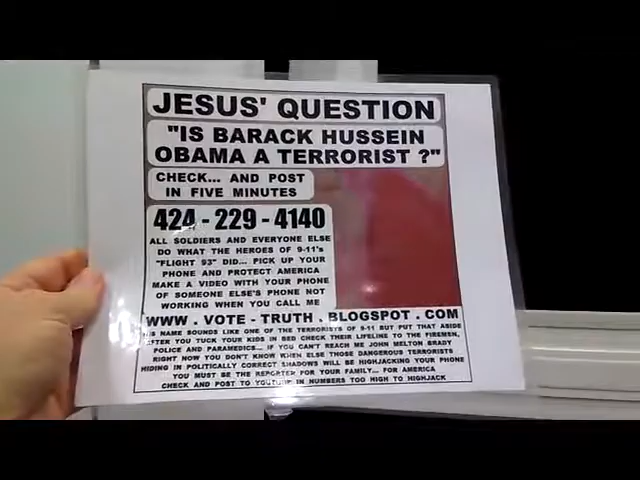 JESUS' QUESTION
"IS BARACK HUSSEIN
OBAMA A TERRORIST ?"
CHECK... AND POST
IN FIVE MINUTES
424 - 229 - 4140
ALL SOLDIERS AND EVERYONE ELSE
DO WHAT THE HEROES OF 9-11's
"FLIGHT 93" DID... PICK UP YOUR
PHONE AND PROTECT AMERICA
MAKE A VIDEO WITH YOUR PHONE
OF SOMEONE ELSE'S PHONE NOT
WORKING WHEN YOU CALL ME
WWW . VOTE - TRUTH . BLOGSPOT . COM
HIS NAME SOUNDS LIKE ONE OF THE TERRORISTS OF 9-11 BUT PUT THAT ASIDE
AFTER YOU TUCK YOUR KIDS IN BED CHECK THEIR LIFELINE TO THE FIREMEN,
POLICE AND PARAMEDICS... IF YOU CAN'T REACH ME JOHN MELTON BRADY
RIGHT NOW YOU DON'T KNOW WHEN ELSE THOSE DANGEROUS TERRORISTS
HIDING IN POLITICALLY CORRECT SHADOWS WILL BE HIGHJACKING YOUR PHONE
YOU MUST BE THE REPORTER FOR YOUR FAMILY... FOR AMERICA
CHECK AND POST TO YOUTUBE IN NUMBERS TOO HIGH TO HIGHJACK